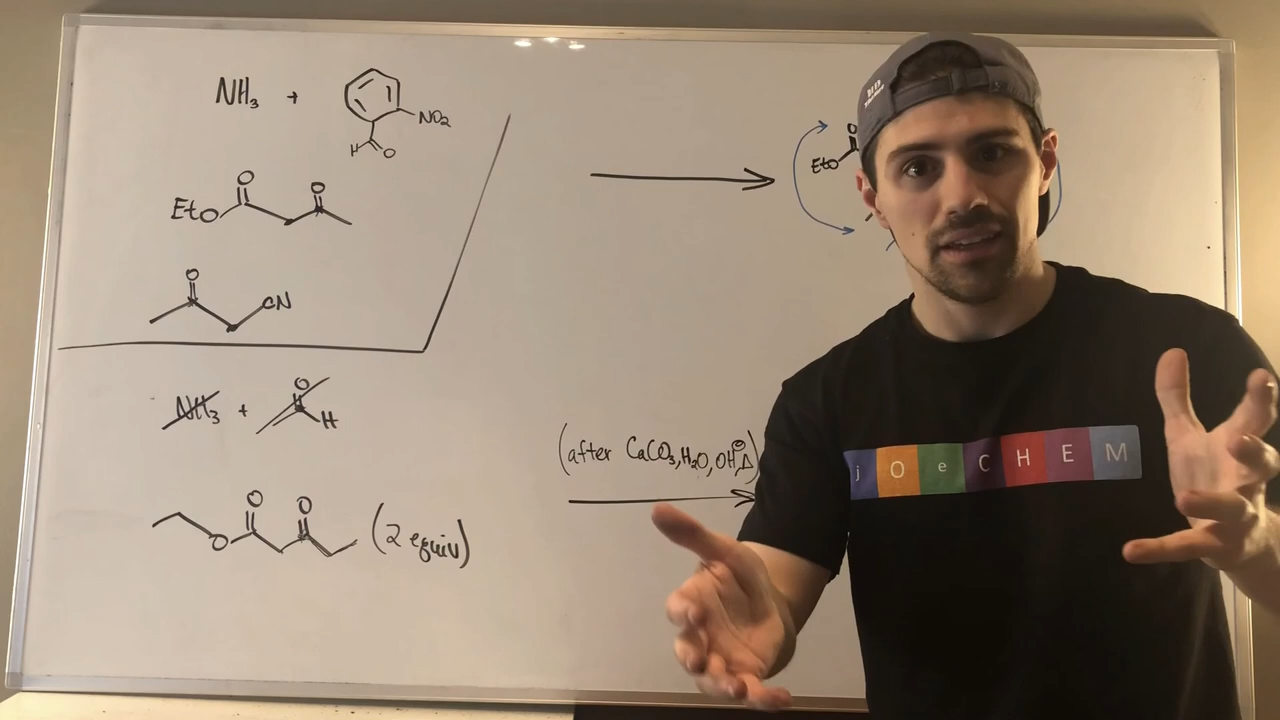 NH3 + NO2
H O
EtO O O
EtO O
O CN
NH3 + O H
(after CaCO3, H2O, OH⊖, Δ)
O O O (2 equiv)
jOeCHEM